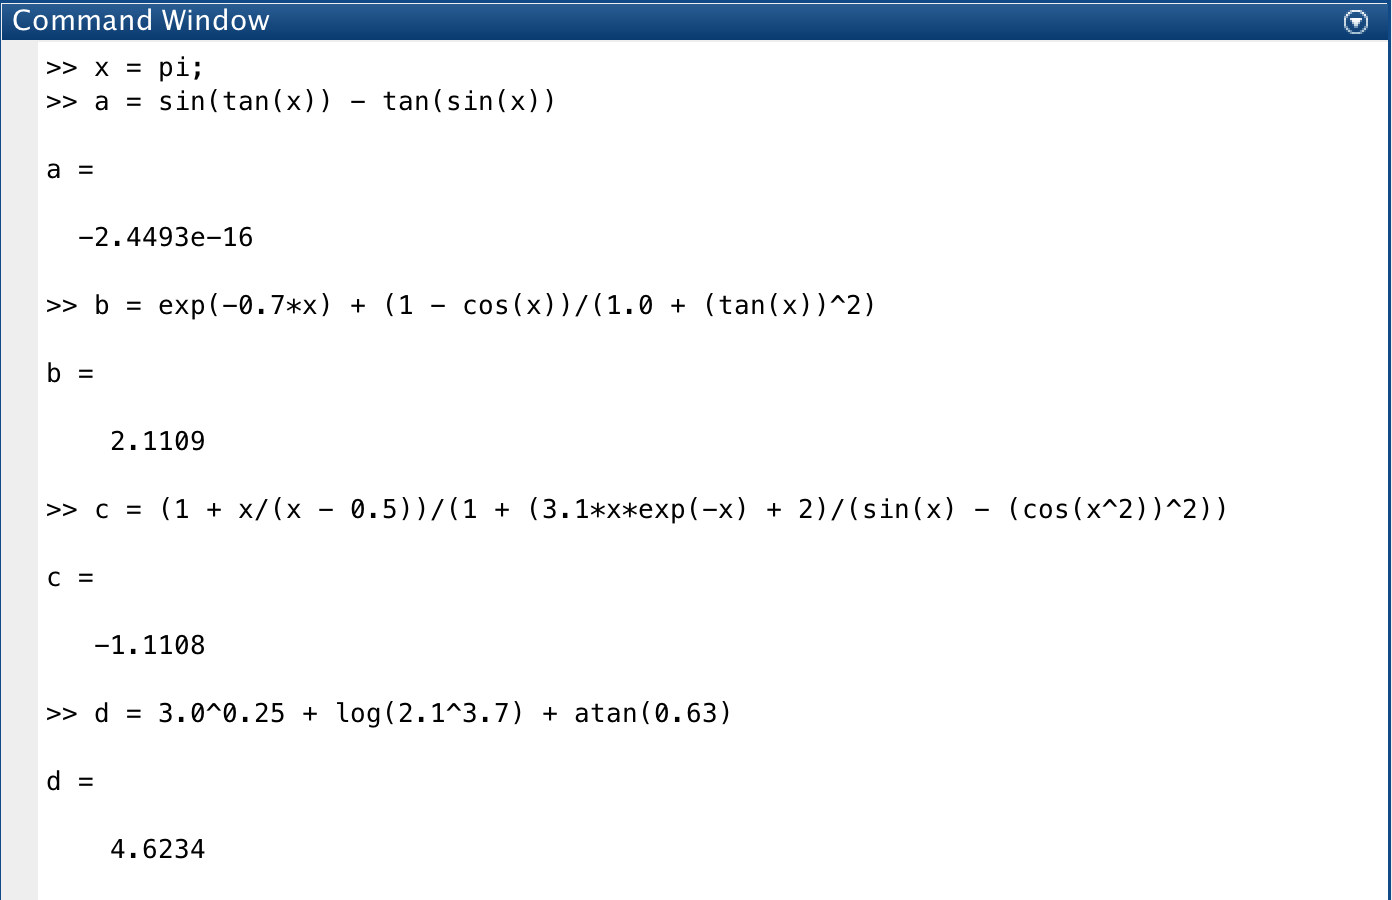 Command Window
>> x = pi;
>> a = sin(tan(x)) - tan(sin(x))
a =
-2.4493e-16
>> b = exp(-0.7*x) + (1 - cos(x))/(1.0 + (tan(x))^2)
b =
2.1109
>> c = (1 + x/(x - 0.5))/(1 + (3.1*x*exp(-x) + 2)/(sin(x) - (cos(x^2))^2))
c =
-1.1108
>> d = 3.0^0.25 + log(2.1^3.7) + atan(0.63)
d =
4.6234